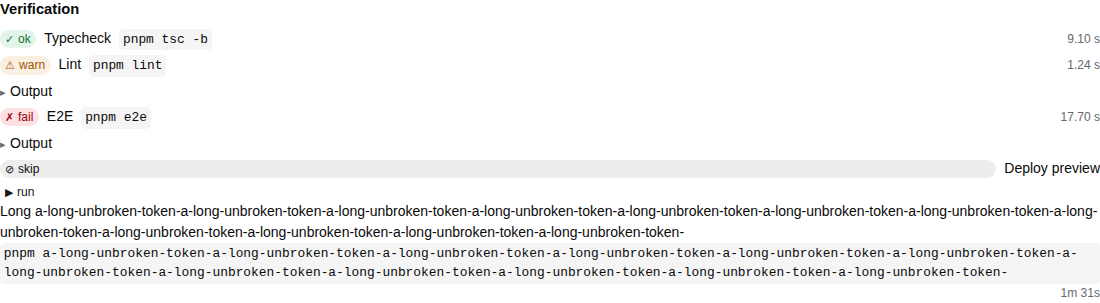 Verification
✓ ok Typecheck pnpm tsc -b 9.10 s
⚠ warn Lint pnpm lint 1.24 s
▸ Output
✗ fail E2E pnpm e2e 17.70 s
▸ Output
⊘ skip Deploy preview
▶ run
Long a-long-unbroken-token-a-long-unbroken-token-a-long-unbroken-token-a-long-unbroken-token-a-long-unbroken-token-a-long-unbroken-token-a-long-unbroken-token-a-long-
unbroken-token-a-long-unbroken-token-a-long-unbroken-token-a-long-unbroken-token-a-long-unbroken-token-
pnpm a-long-unbroken-token-a-long-unbroken-token-a-long-unbroken-token-a-long-unbroken-token-a-long-unbroken-token-a-long-unbroken-token-a-
long-unbroken-token-a-long-unbroken-token-a-long-unbroken-token-a-long-unbroken-token-a-long-unbroken-token-a-long-unbroken-token-
1m 31s